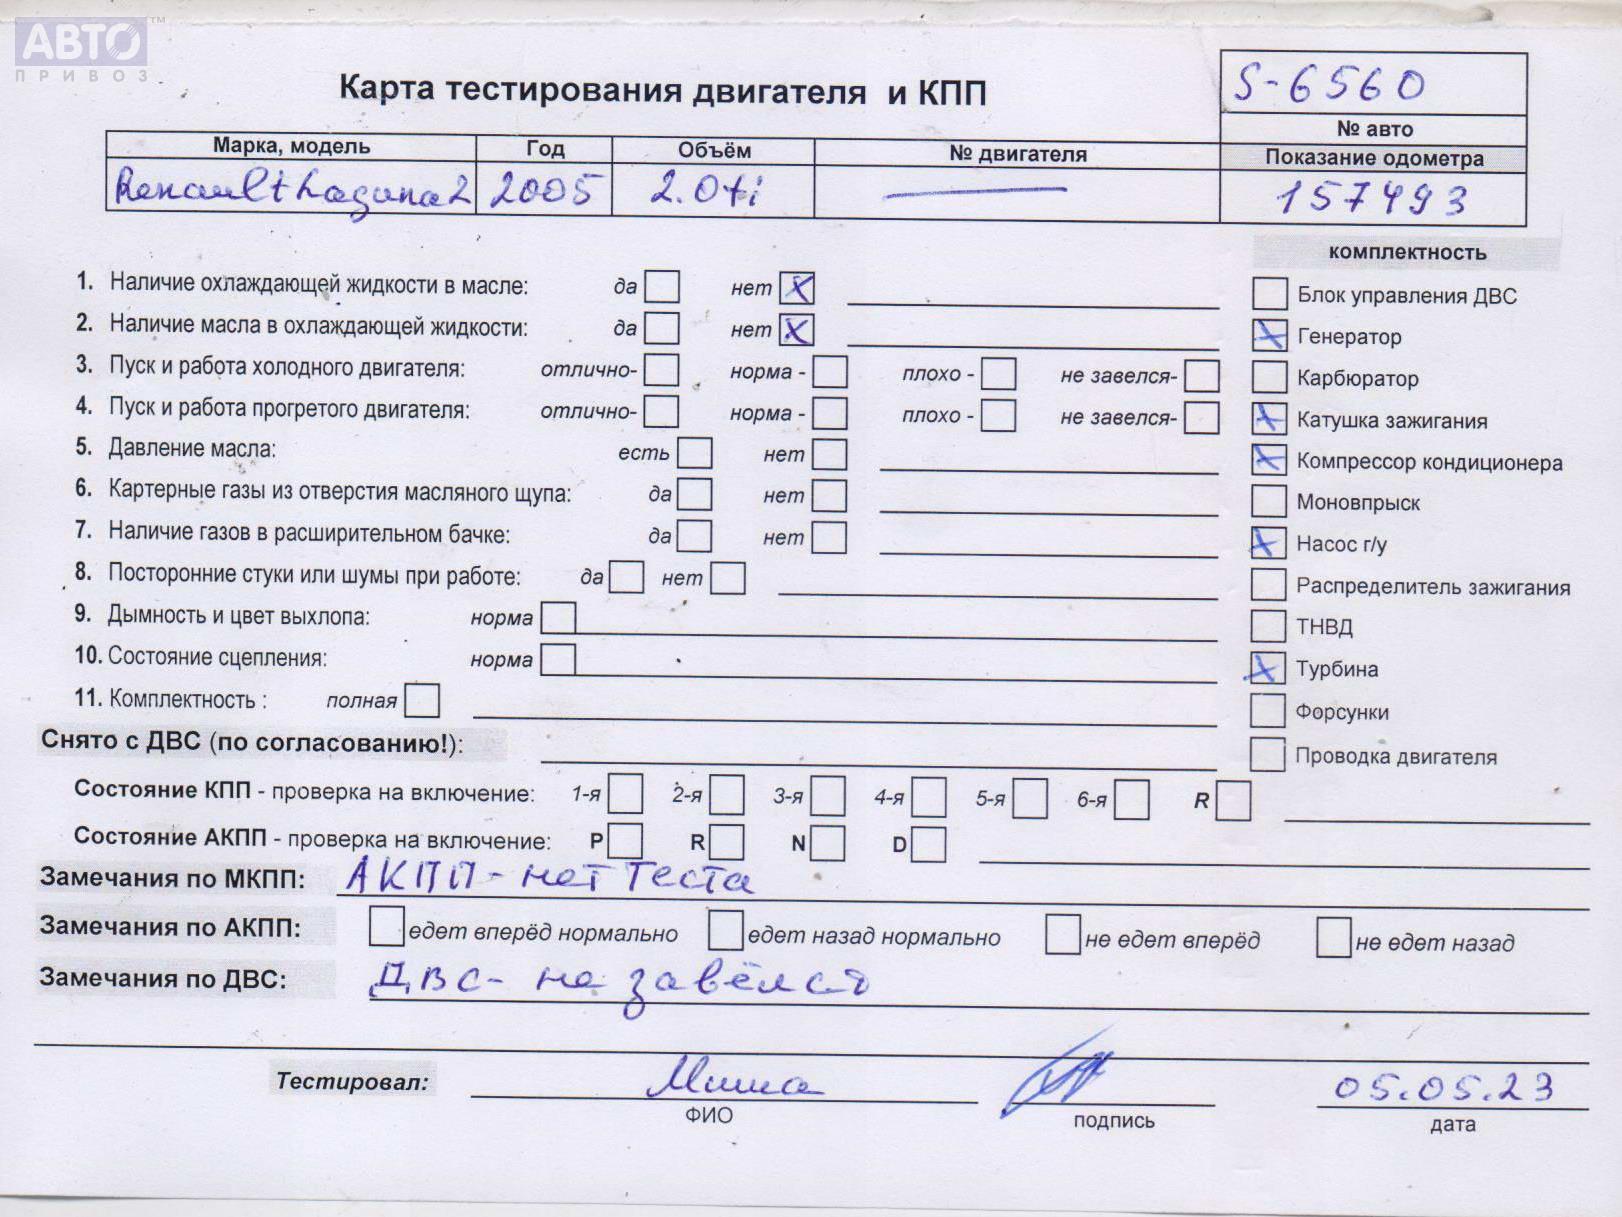 АВТО ™
ПРИВОЗ
Карта тестирования двигателя и КПП
S-6560
№ авто
Марка, модель Год Объём № двигателя Показание одометра
Renault Laguna 2 2005 2.0ti — 157493
комплектность
1. Наличие охлаждающей жидкости в масле: да нет X
2. Наличие масла в охлаждающей жидкости: да нет X
3. Пуск и работа холодного двигателя: отлично- норма - плохо - не завелся-
4. Пуск и работа прогретого двигателя: отлично- норма - плохо - не завелся-
5. Давление масла: есть нет
6. Картерные газы из отверстия масляного щупа: да нет
7. Наличие газов в расширительном бачке: да нет
8. Посторонние стуки или шумы при работе: да нет
9. Дымность и цвет выхлопа: норма
10. Состояние сцепления: норма
11. Комплектность : полная
Блок управления ДВС
X Генератор
Карбюратор
X Катушка зажигания
X Компрессор кондиционера
Моновпрыск
X Насос г/у
Распределитель зажигания
ТНВД
X Турбина
Форсунки
Проводка двигателя
Снято с ДВС (по согласованию!):
Состояние КПП - проверка на включение: 1-я 2-я 3-я 4-я 5-я 6-я R
Состояние АКПП - проверка на включение: P R N D
Замечания по МКПП: АКПП - нет теста
Замечания по АКПП: едет вперёд нормально едет назад нормально не едет вперёд не едет назад
Замечания по ДВС: ДВС - не завёлся
Тестировал: Миша 05.05.23
ФИО подпись дата